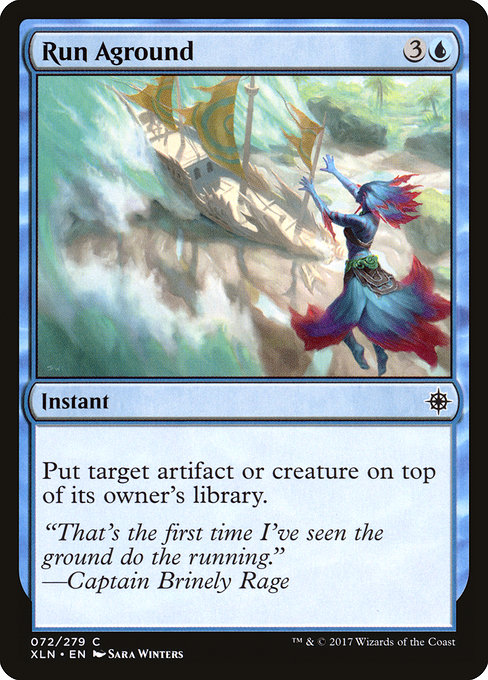 Run Aground
3
Instant
Put target artifact or creature on top
of its owner's library.
“That's the first time I've seen the
ground do the running.”
—Captain Brinely Rage
072/279 C
XLN • EN Sara Winters
™ & © 2017 Wizards of the Coast